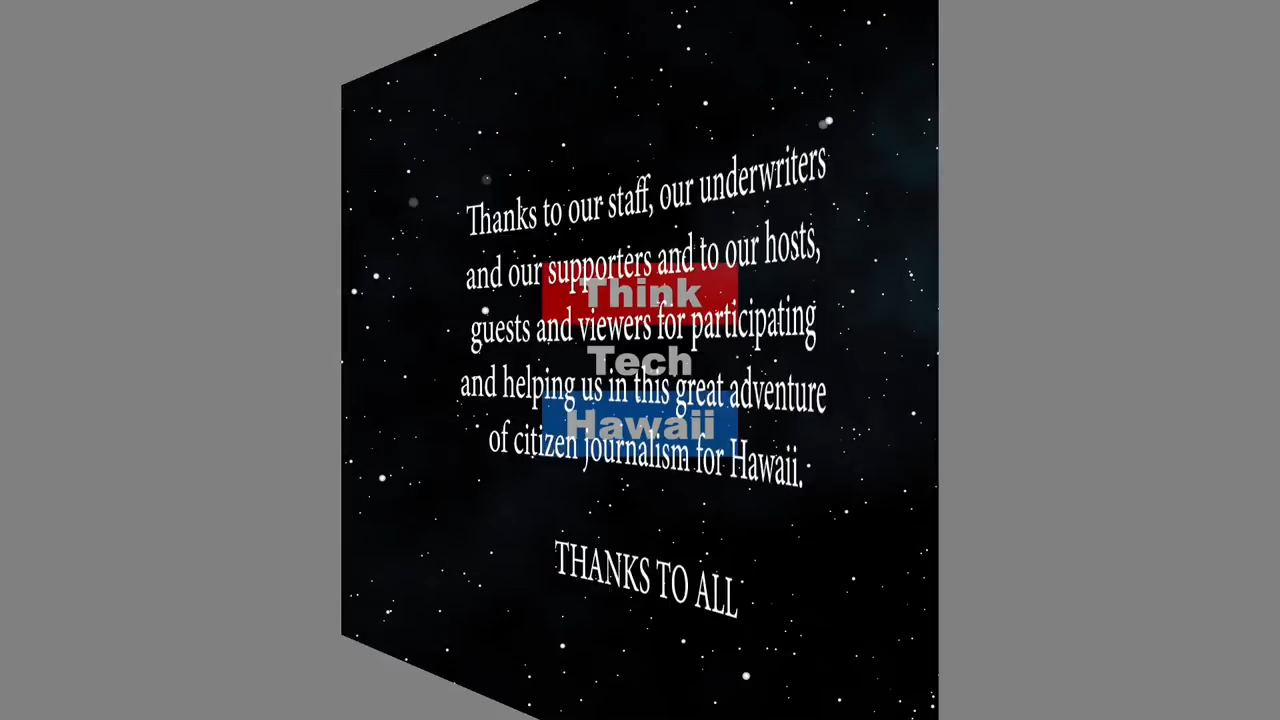 Thanks to our staff, our underwriters
and our supporters and to our hosts,
Think
guests and viewers for participating
Tech
and helping us in this great adventure
Hawaii
of citizen journalism for Hawaii.
THANKS TO ALL